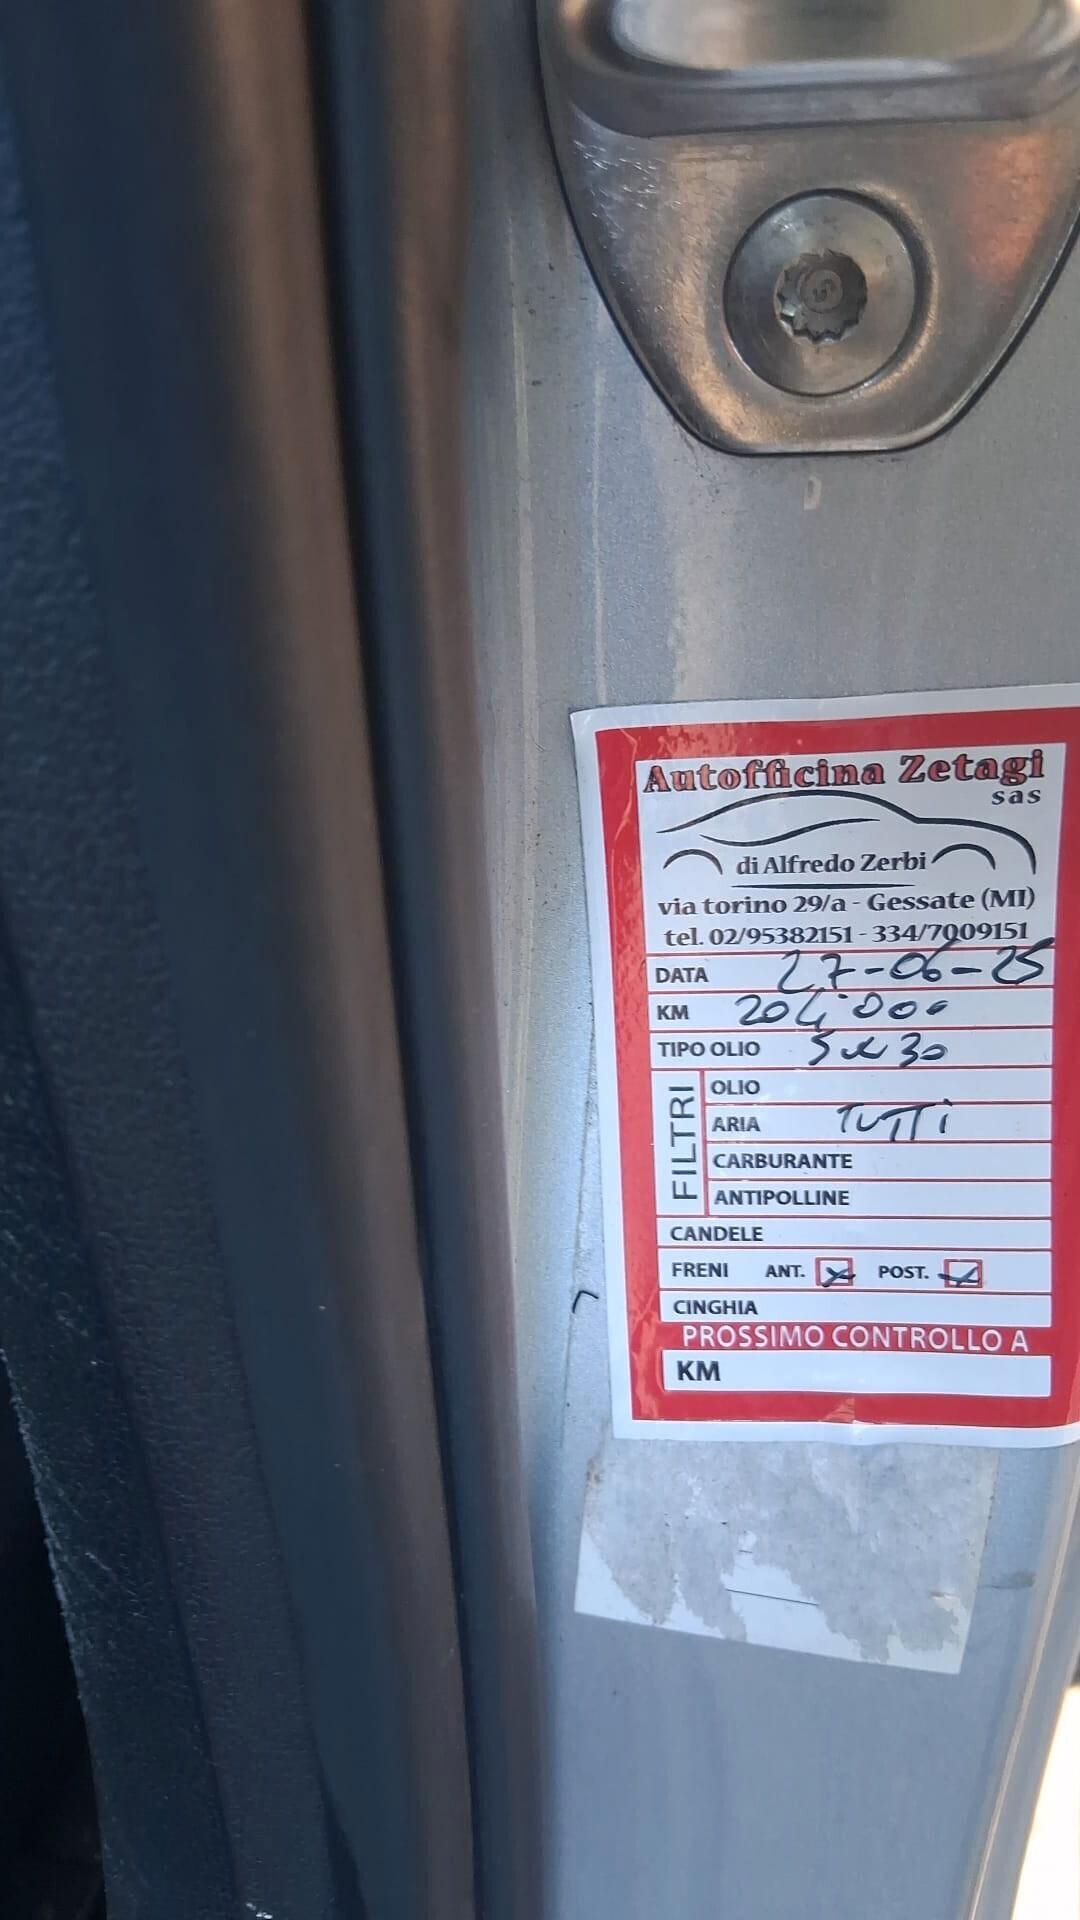 Autofficina Zetagi
sas
di Alfredo Zerbi
via torino 29/a - Gessate (MI)
tel. 02/95382151 - 334/7009151
DATA 27-06-25
KM 204.000
TIPO OLIO 5w30
FILTRI
OLIO
ARIA TUTTI
CARBURANTE
ANTIPOLLINE
CANDELE
FRENI ANT. x POST. x
CINGHIA
PROSSIMO CONTROLLO A
KM